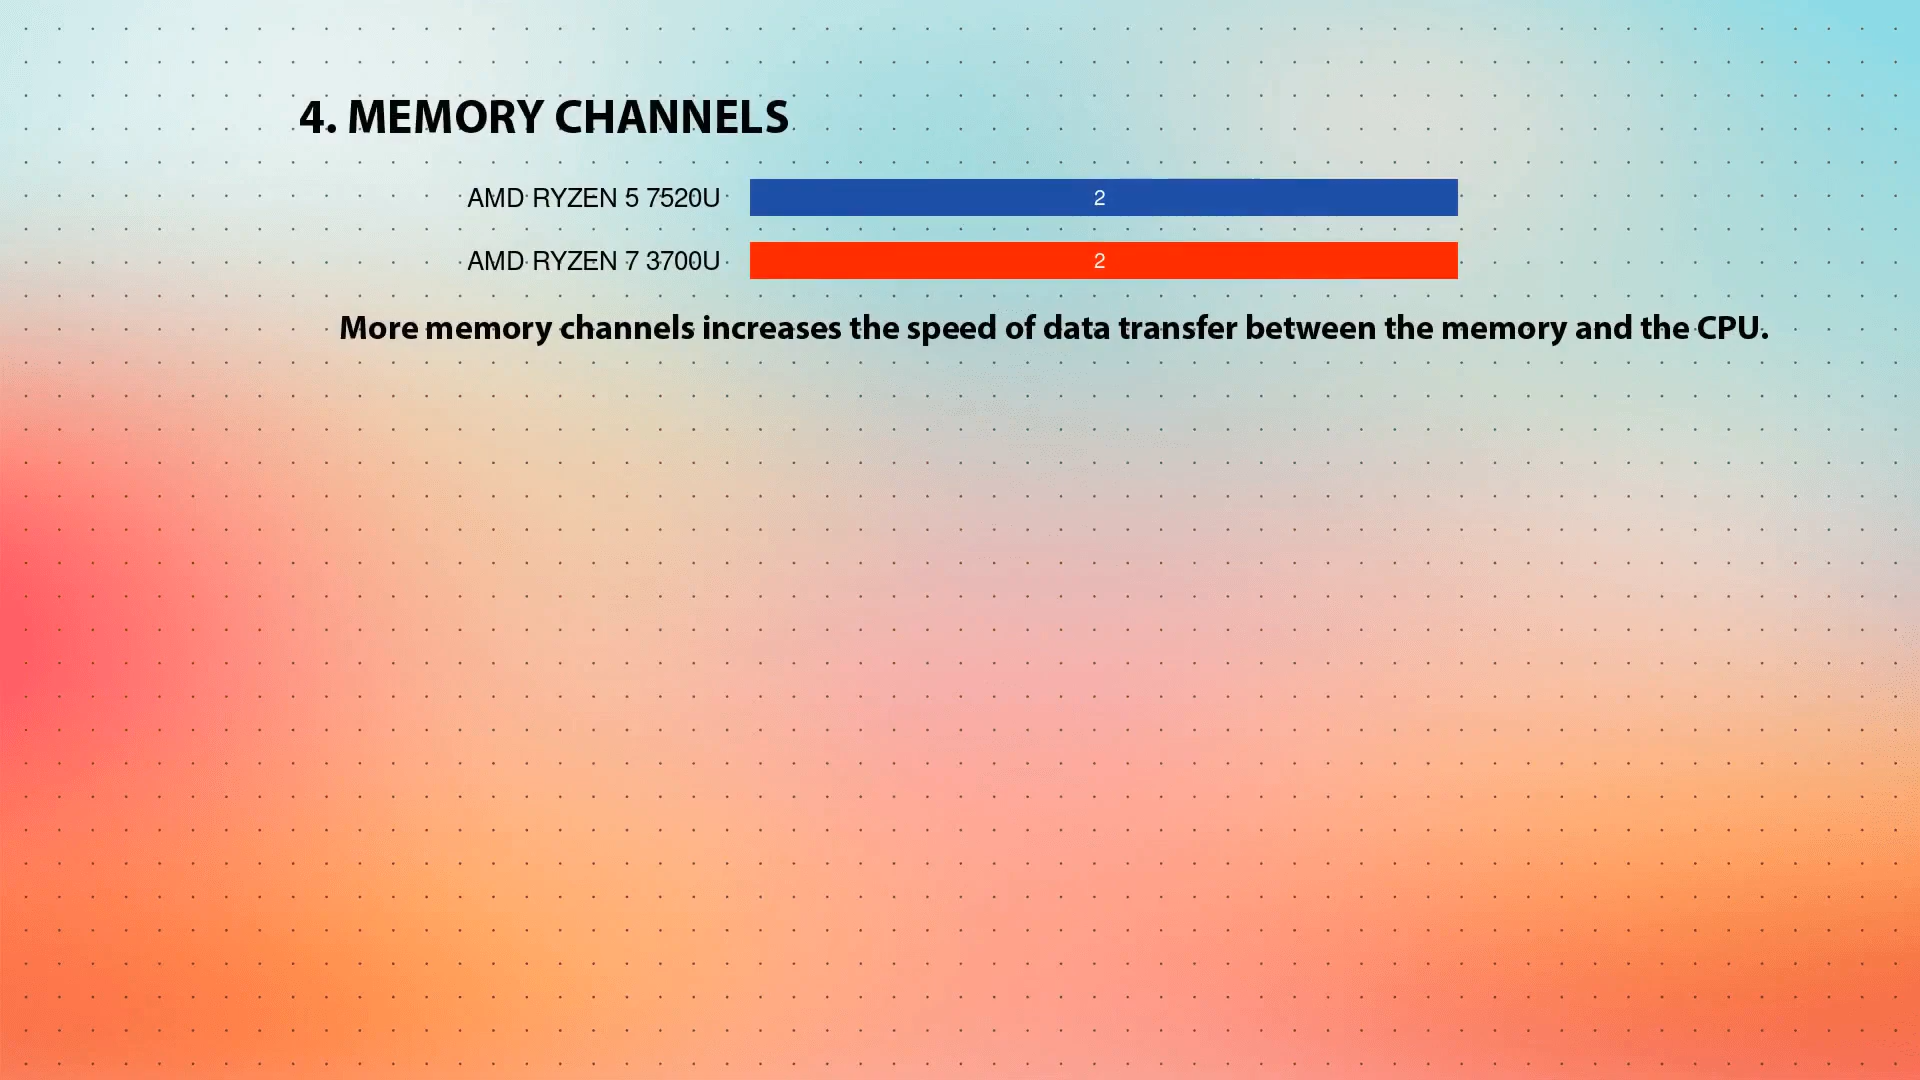 4. MEMORY CHANNELS
AMD RYZEN 5 7520U
2
AMD RYZEN 7 3700U
2
More memory channels increases the speed of data transfer between the memory and the CPU.